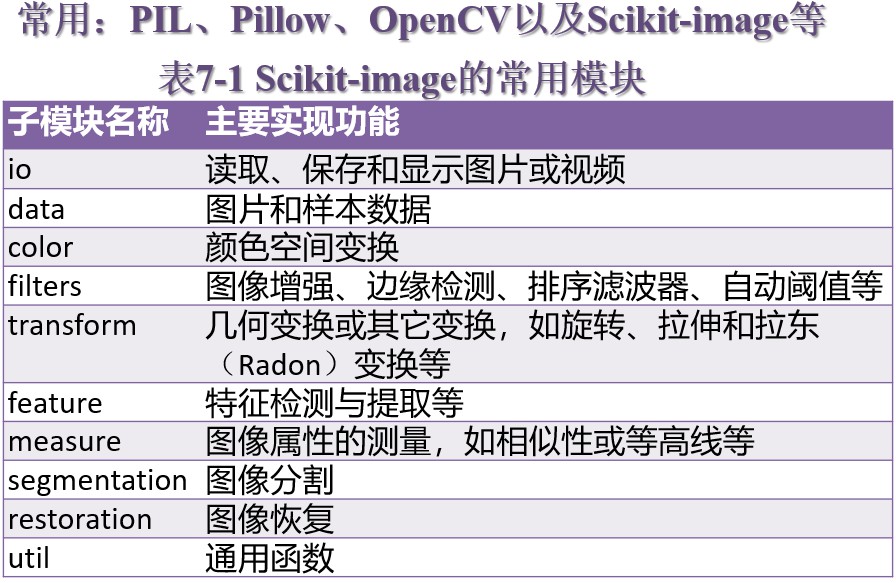 常用：PIL、Pillow、OpenCV以及Scikit-image等
表7-1 Scikit-image的常用模块
子模块名称 主要实现功能
io 读取、保存和显示图片或视频
data 图片和样本数据
color 颜色空间变换
filters 图像增强、边缘检测、排序滤波器、自动阈值等
transform 几何变换或其它变换，如旋转、拉伸和拉东
（Radon）变换等
feature 特征检测与提取等
measure 图像属性的测量，如相似性或等高线等
segmentation 图像分割
restoration 图像恢复
util 通用函数